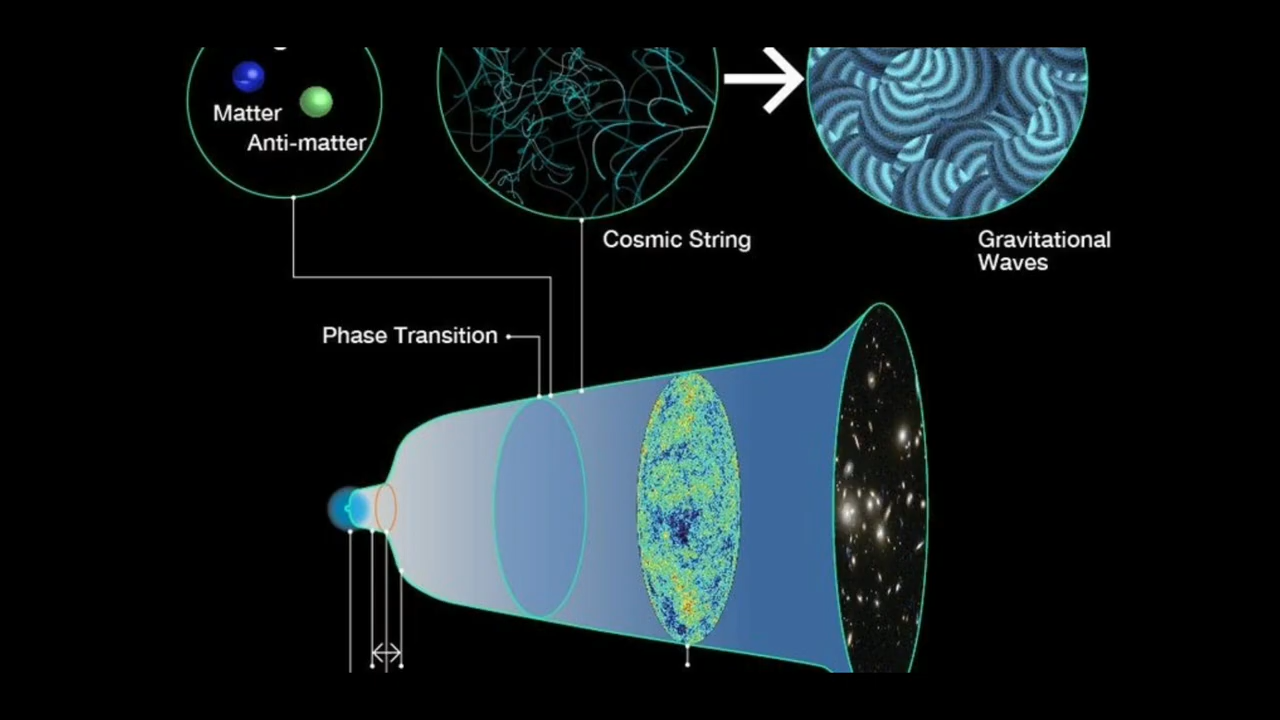 Matter
Anti-matter
Cosmic String
Gravitational
Waves
Phase Transition